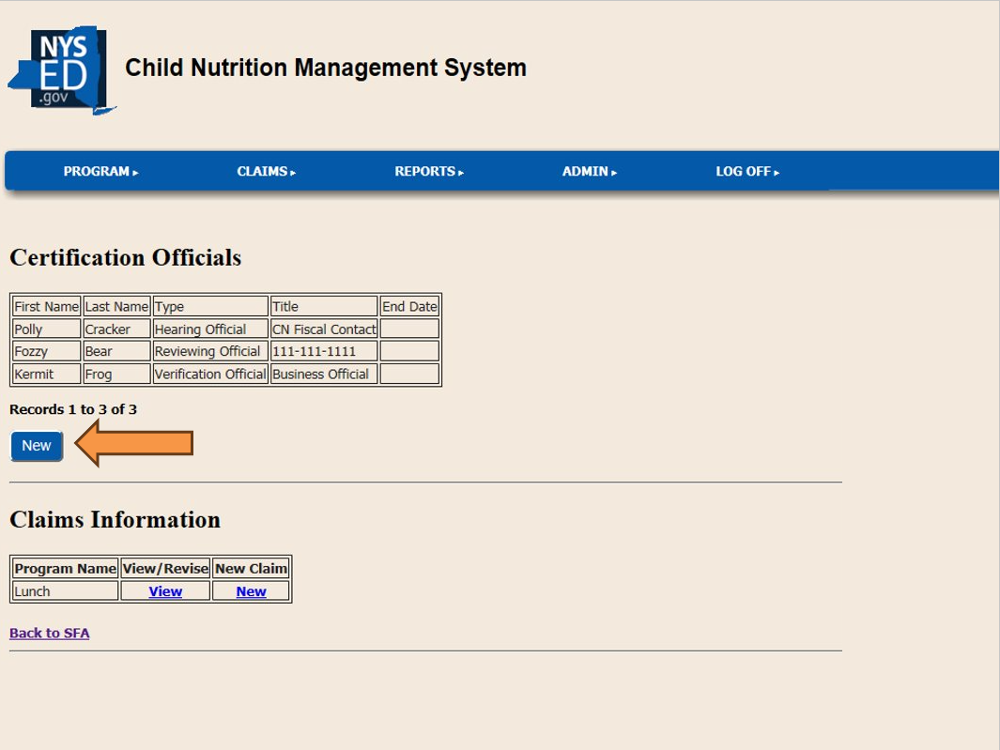 NYS
ED
.gov
Child Nutrition Management System
PROGRAM ▸ CLAIMS ▸ REPORTS ▸ ADMIN ▸ LOG OFF ▸
Certification Officials
First Name Last Name Type Title End Date
Polly Cracker Hearing Official CN Fiscal Contact
Fozzy Bear Reviewing Official 111-111-1111
Kermit Frog Verification Official Business Official
Records 1 to 3 of 3
New
Claims Information
Program Name View/Revise New Claim
Lunch View New
Back to SFA